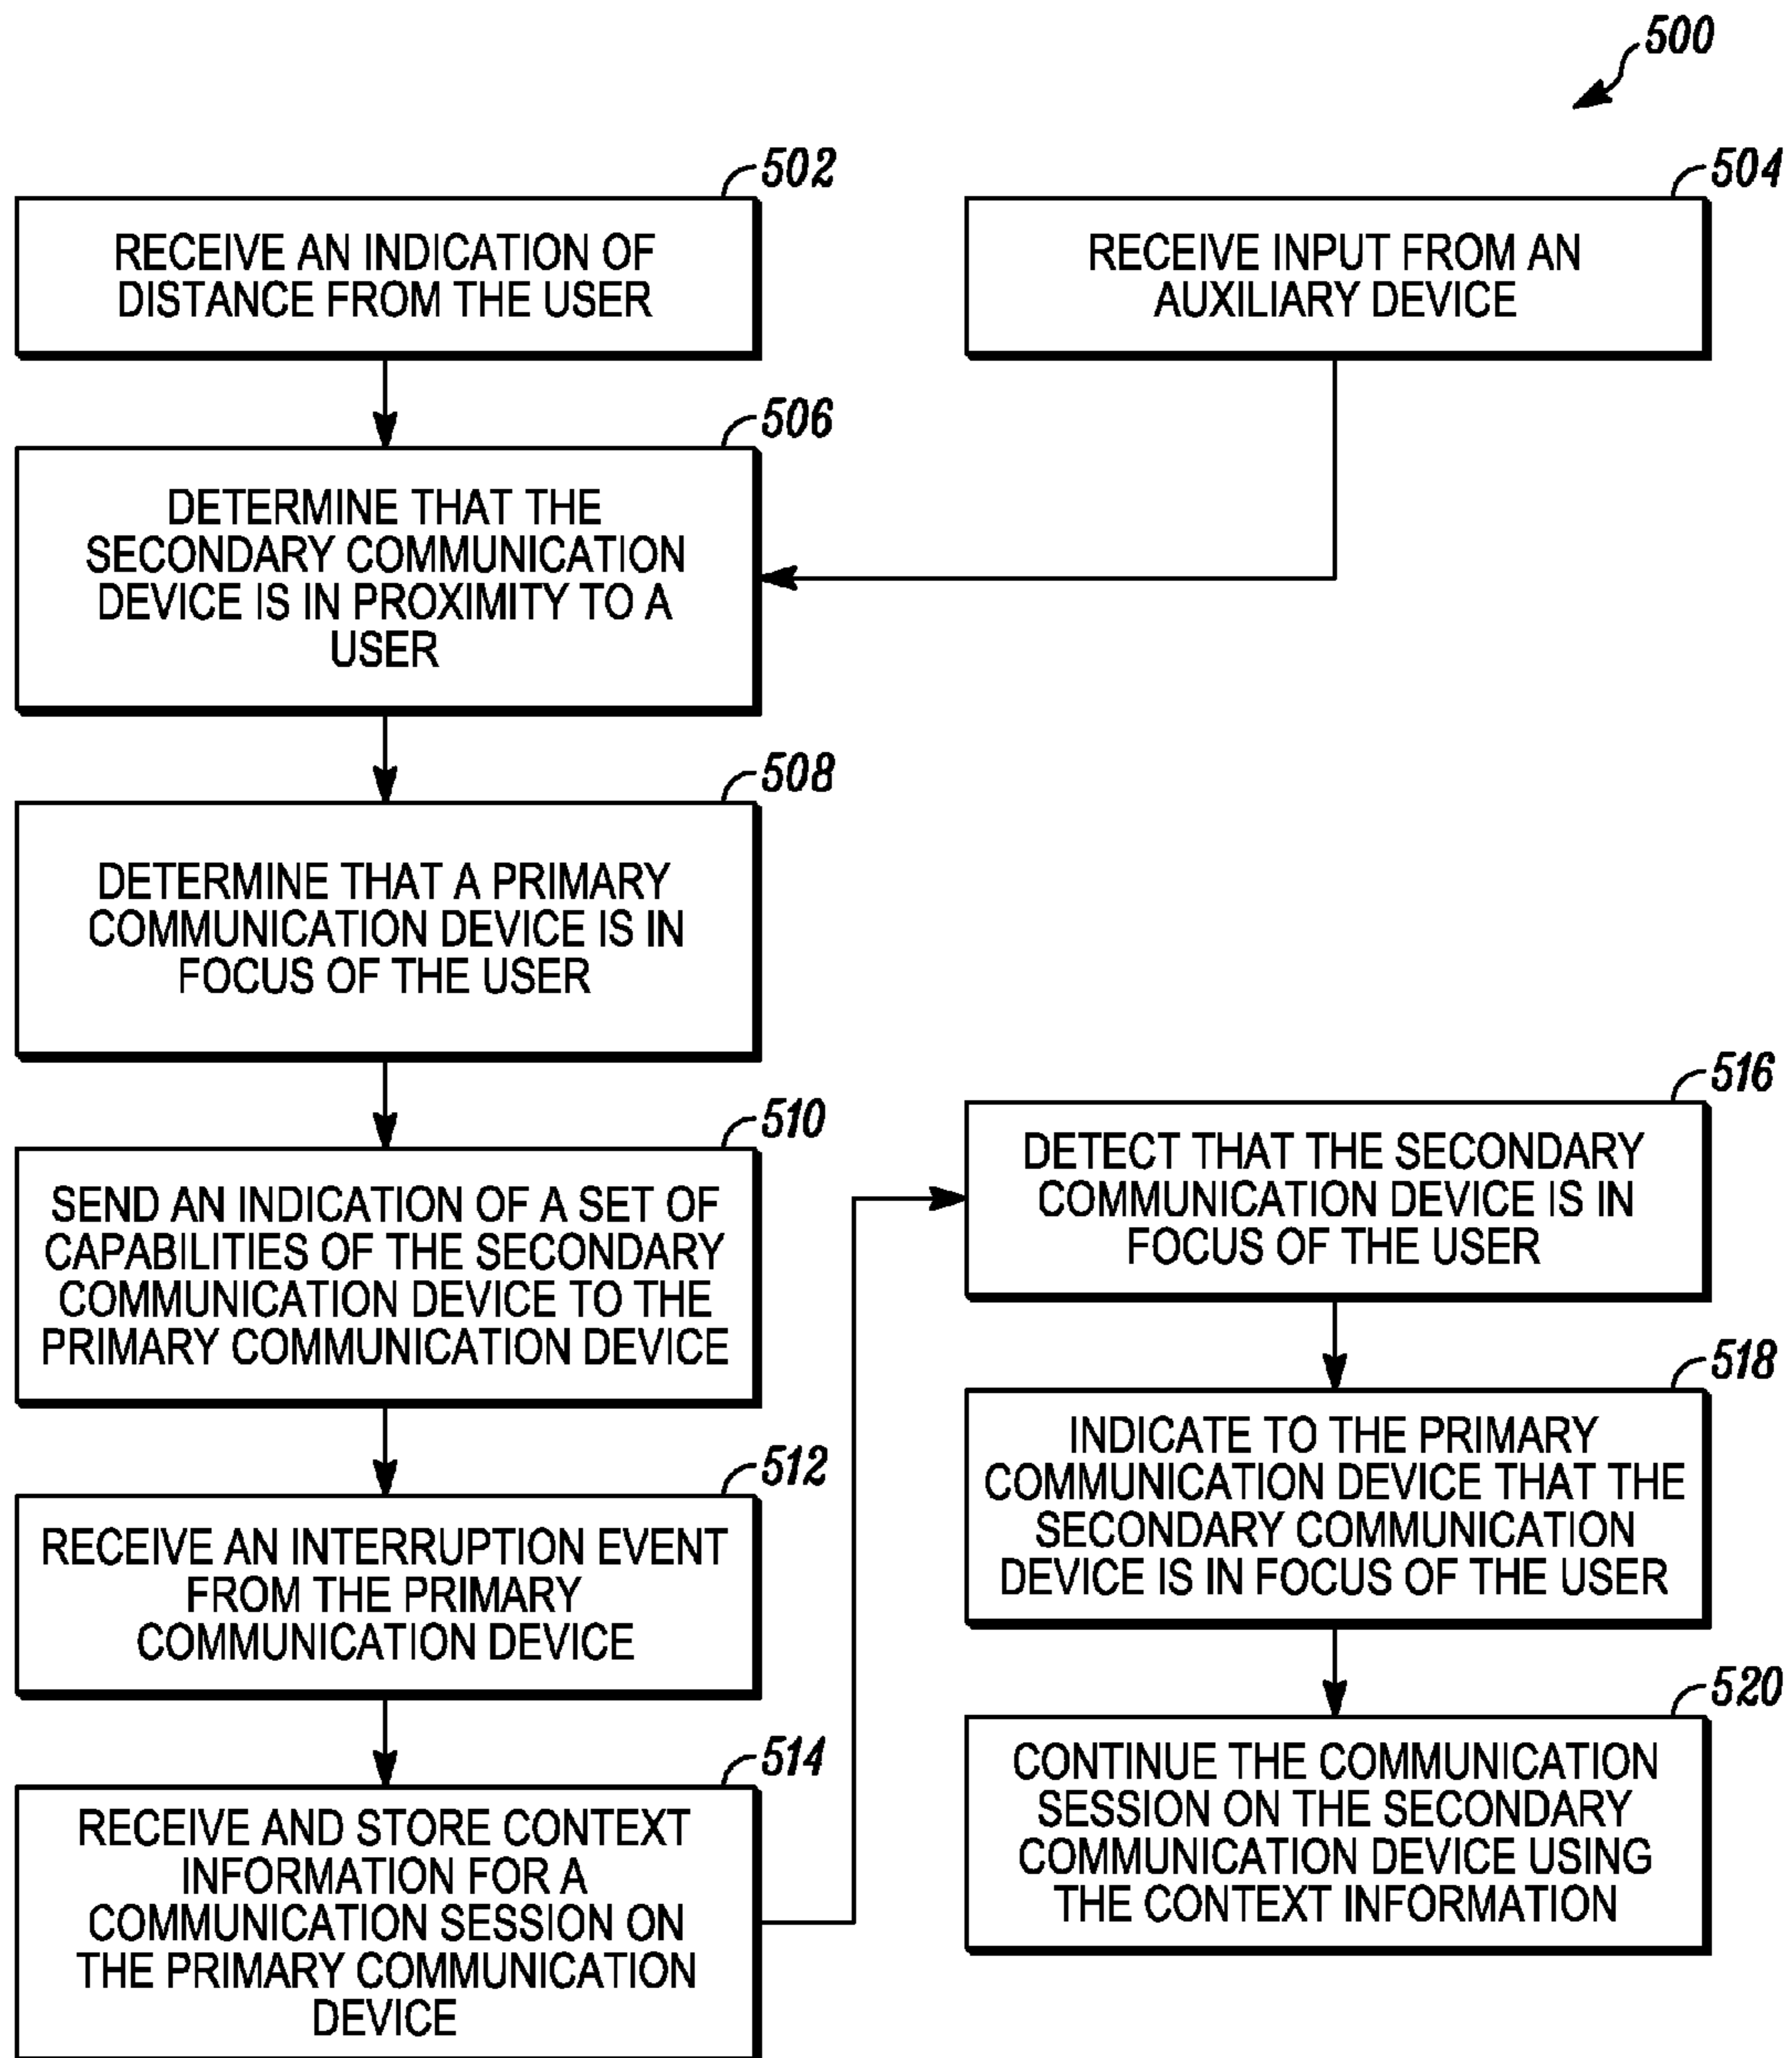 500
502
RECEIVE AN INDICATION OF
DISTANCE FROM THE USER
504
RECEIVE INPUT FROM AN
AUXILIARY DEVICE
506
DETERMINE THAT THE
SECONDARY COMMUNICATION
DEVICE IS IN PROXIMITY TO A
USER
508
DETERMINE THAT A PRIMARY
COMMUNICATION DEVICE IS IN
FOCUS OF THE USER
510
SEND AN INDICATION OF A SET OF
CAPABILITIES OF THE SECONDARY
COMMUNICATION DEVICE TO THE
PRIMARY COMMUNICATION DEVICE
512
RECEIVE AN INTERRUPTION EVENT
FROM THE PRIMARY
COMMUNICATION DEVICE
514
RECEIVE AND STORE CONTEXT
INFORMATION FOR A
COMMUNICATION SESSION ON
THE PRIMARY COMMUNICATION
DEVICE
516
DETECT THAT THE SECONDARY
COMMUNICATION DEVICE IS IN
FOCUS OF THE USER
518
INDICATE TO THE PRIMARY
COMMUNICATION DEVICE THAT THE
SECONDARY COMMUNICATION
DEVICE IS IN FOCUS OF THE USER
520
CONTINUE THE COMMUNICATION
SESSION ON THE SECONDARY
COMMUNICATION DEVICE USING
THE CONTEXT INFORMATION